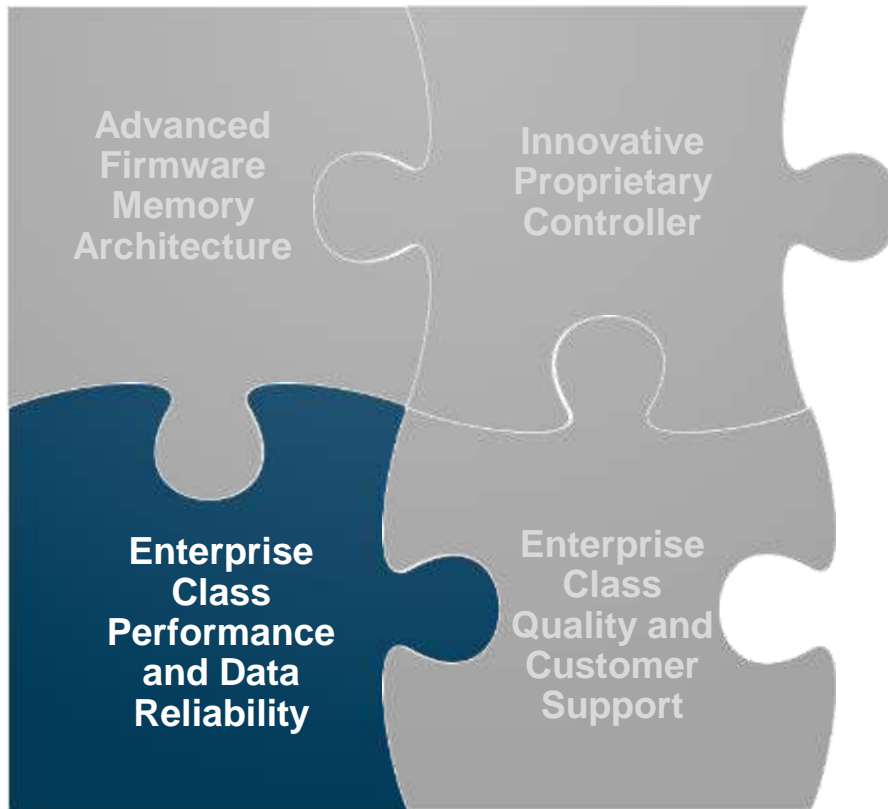 Advanced
Firmware
Memory
Architecture
Innovative
Proprietary
Controller
Enterprise
Class
Performance
and Data
Reliability
Enterprise
Class
Quality and
Customer
Support